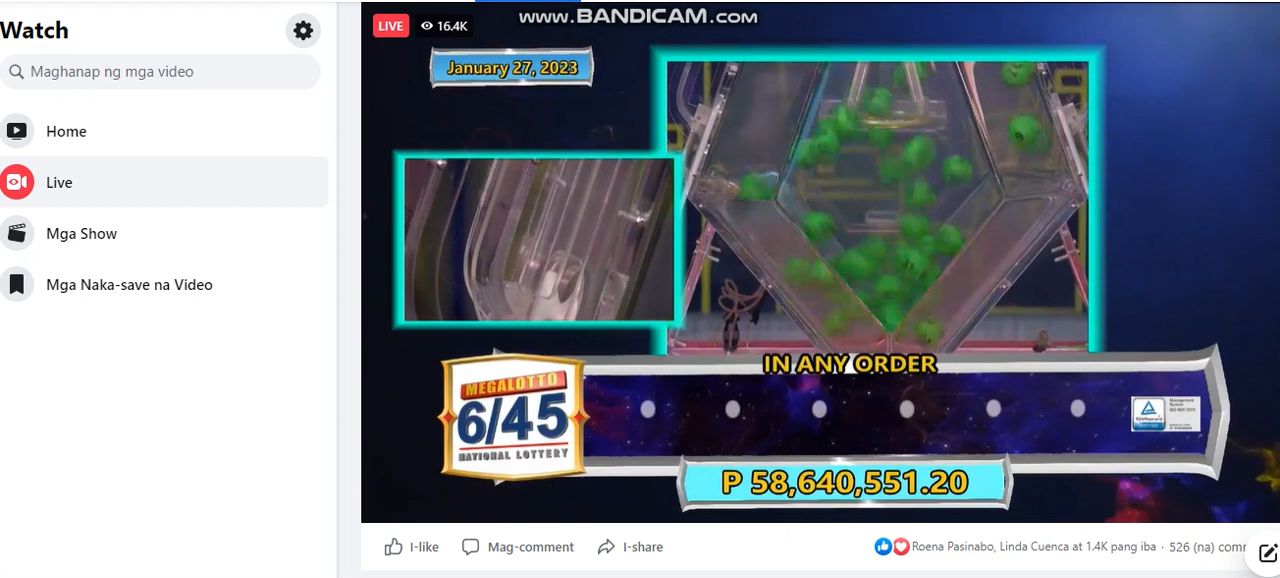 Watch
Maghanap ng mga video
Home
Live
Mga Show
Mga Naka-save na Video
www.BANDICAM.com
LIVE 16.4K
January 27, 2023
IN ANY ORDER
MEGALOTTO
6/45
NATIONAL LOTTERY
Management
System
P 58,640,551.20
I-like
Mag-comment
I-share
Roena Pasinabo, Linda Cuenca at 1.4K pang iba · 526 (na) comm